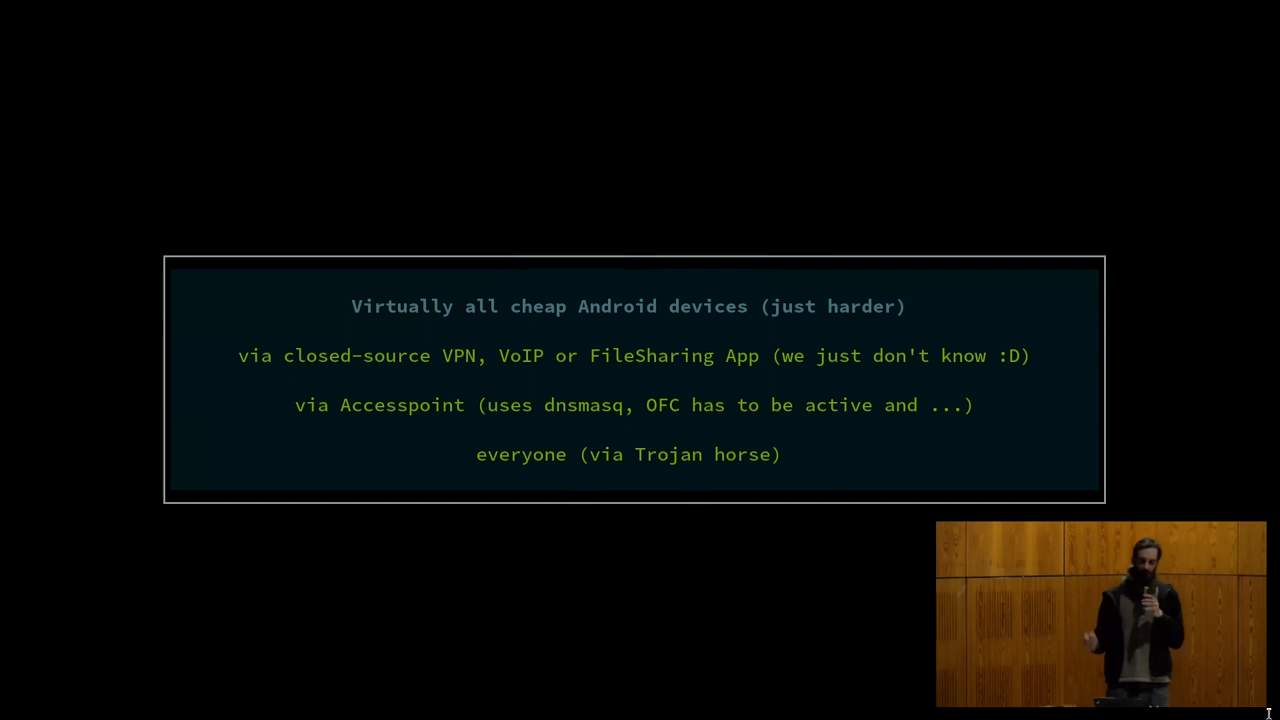 Virtually all cheap Android devices (just harder)
via closed-source VPN, VoIP or FileSharing App (we just don't know :D)
via Accesspoint (uses dnsmasq, OFC has to be active and ...)
everyone (via Trojan horse)